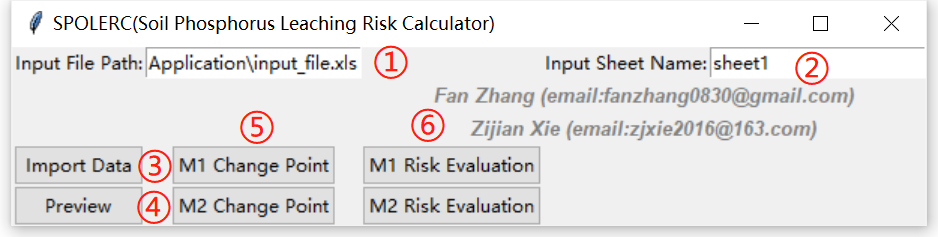 SPOLERC(Soil Phosphorus Leaching Risk Calculator)
Input File Path: Application\input_file.xls ① Input Sheet Name: sheet1 ②
Fan Zhang (email:fanzhang0830@gmail.com)
Zijian Xie (email:zjxie2016@163.com)
⑤ ⑥
Import Data ③ M1 Change Point M1 Risk Evaluation
Preview ④ M2 Change Point M2 Risk Evaluation